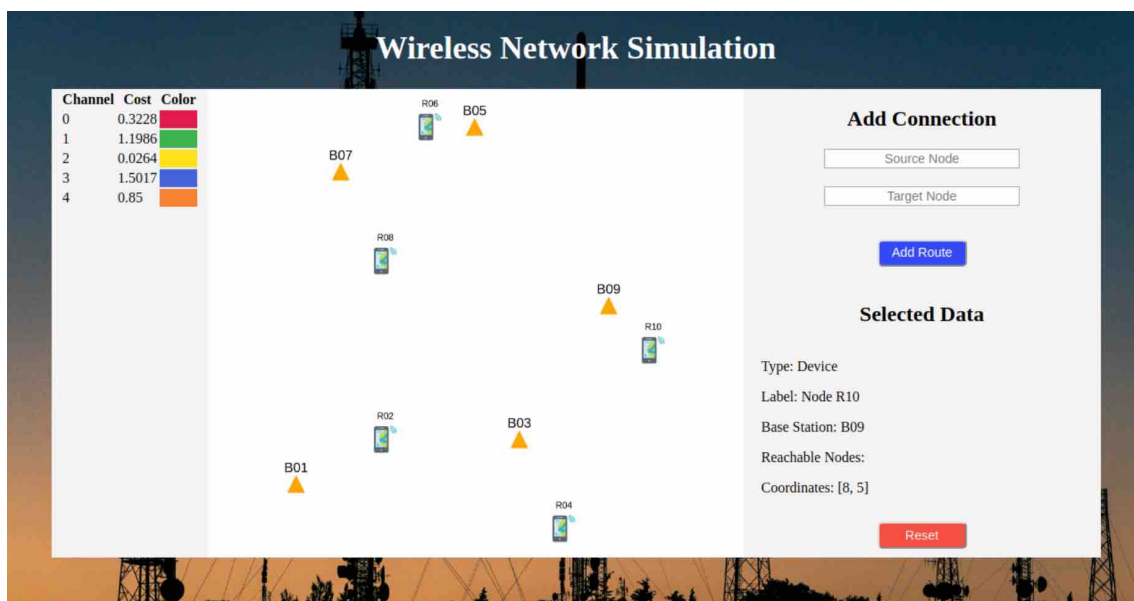 Wireless Network Simulation
Channel Cost Color
0 0.3228
1 1.1986
2 0.0264
3 1.5017
4 0.85
R06
B05
B07
R08
B09
R10
R02
B03
B01
R04
Add Connection
Source Node
Target Node
Add Route
Selected Data
Type: Device
Label: Node R10
Base Station: B09
Reachable Nodes:
Coordinates: [8, 5]
Reset